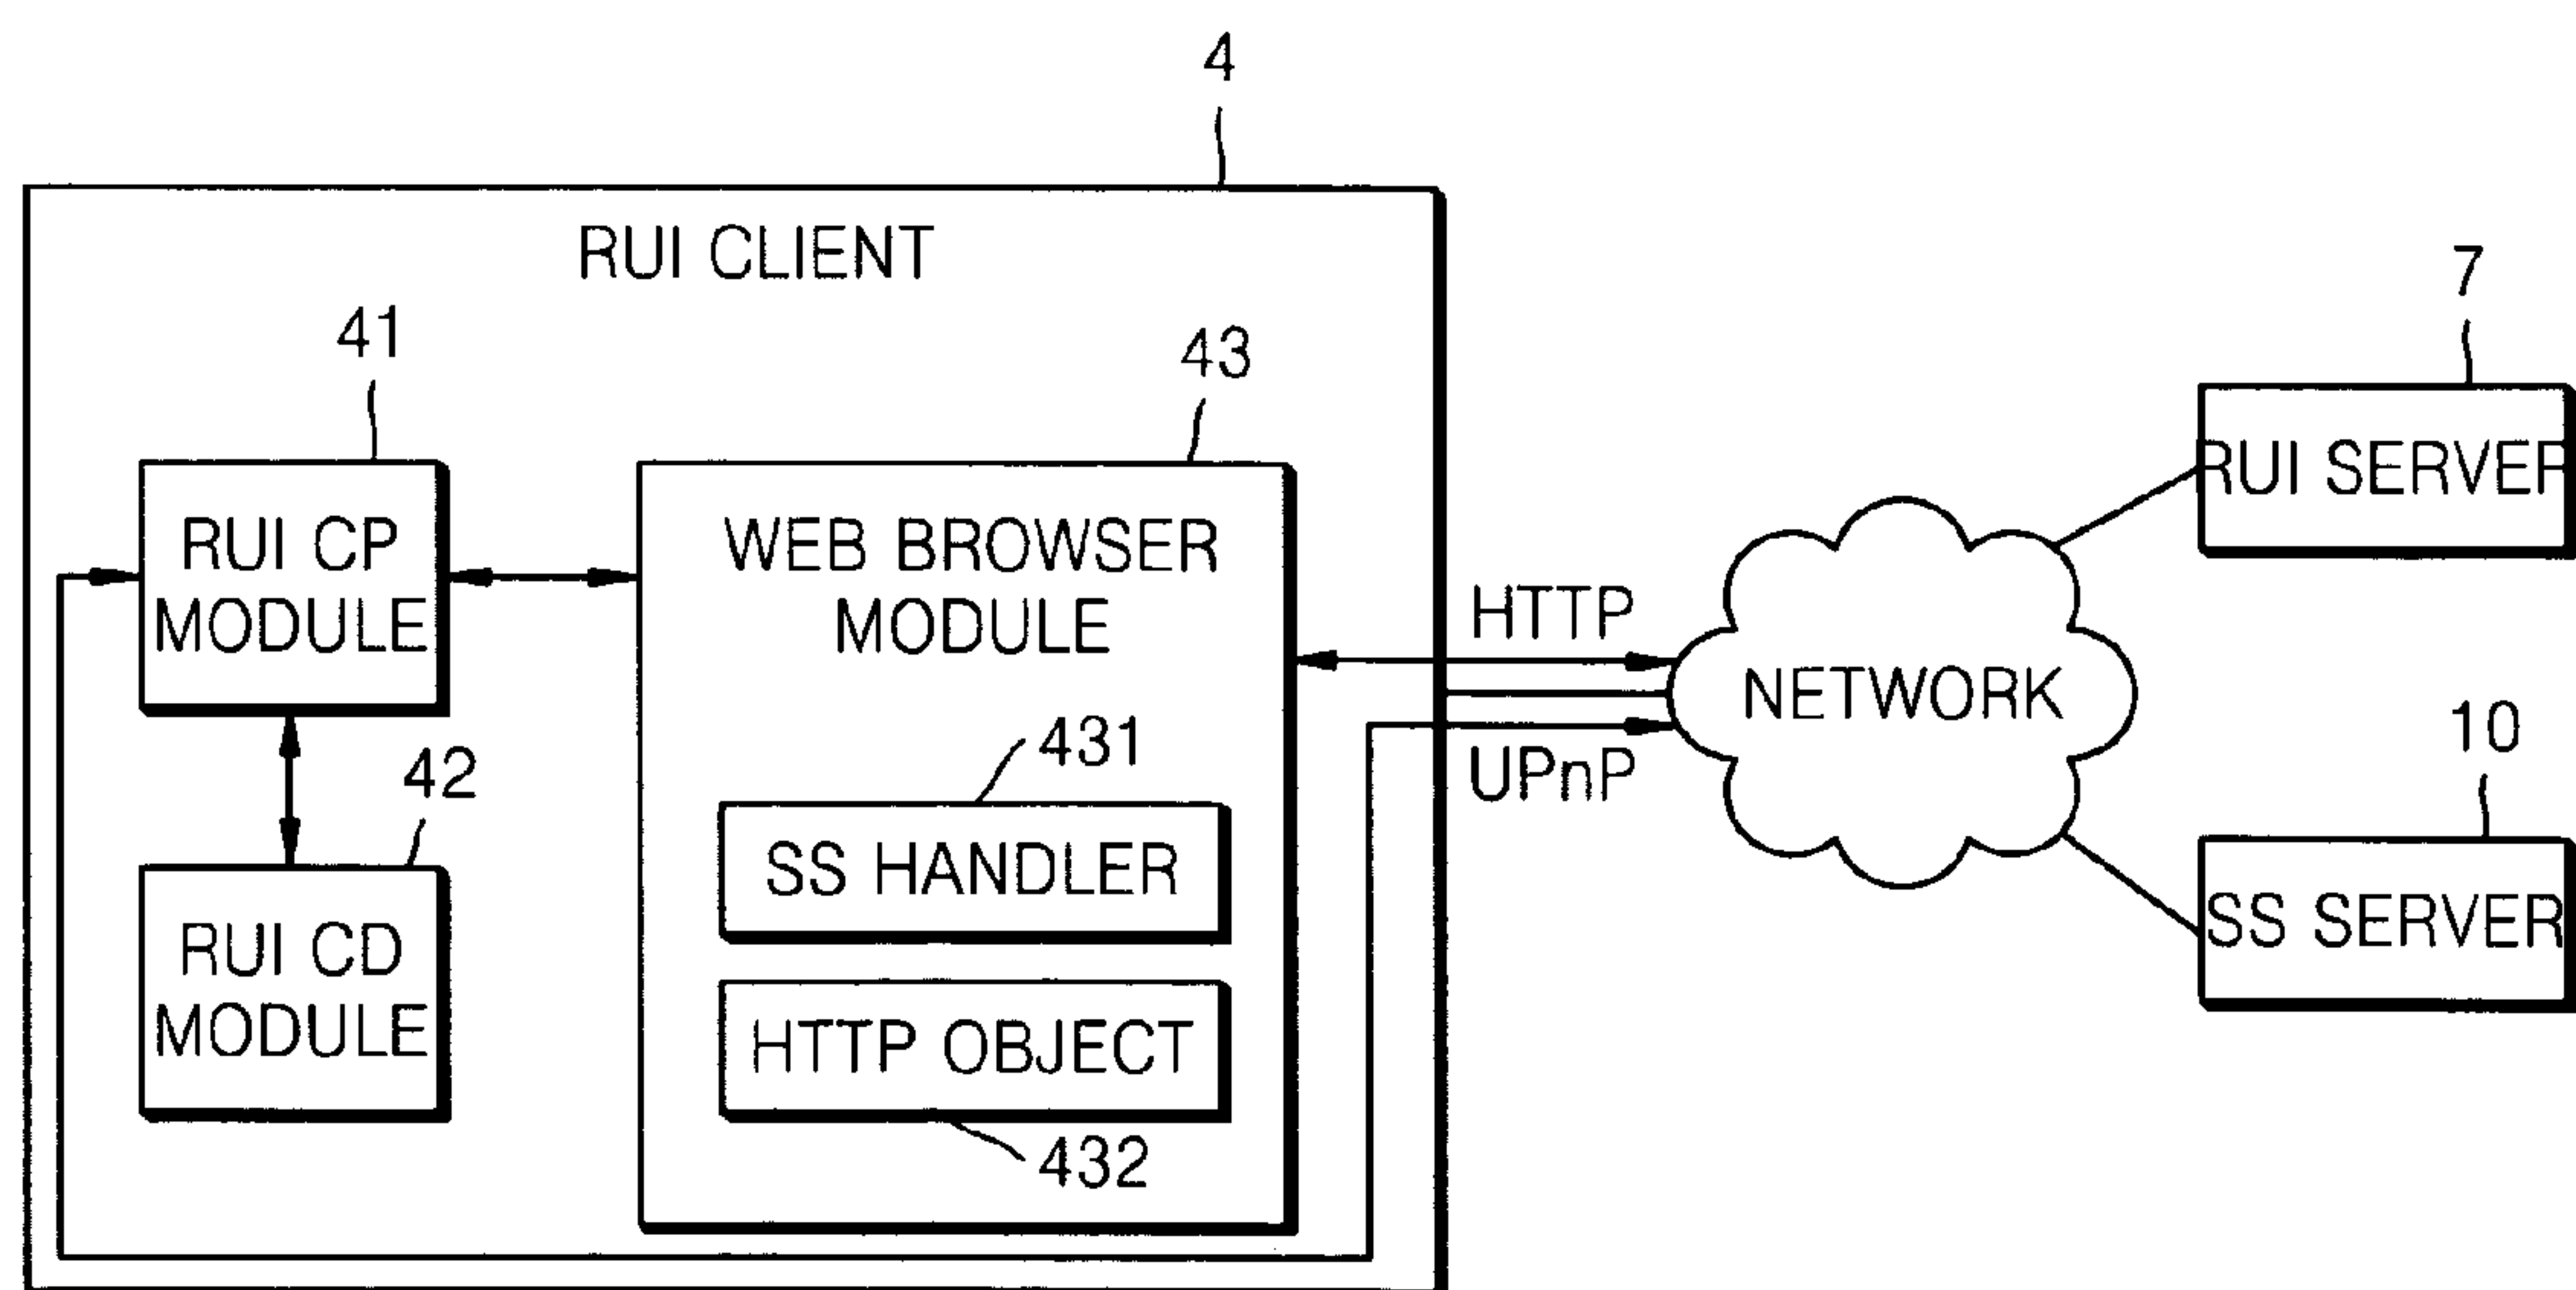 4
RUI CLIENT
41
43
7
RUI CP
MODULE
WEB BROWSER
MODULE
RUI SERVER
HTTP
NETWORK
UPnP
42
431
10
SS HANDLER
RUI CD
MODULE
SS SERVER
HTTP OBJECT
432